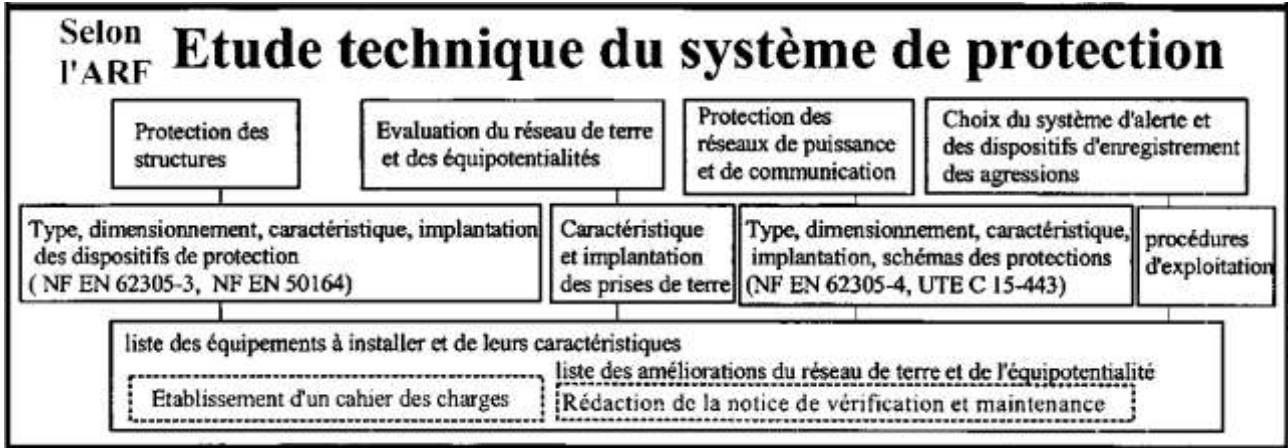 Selon
l'ARF
Etude technique du système de protection
Protection des
structures
Evaluation du réseau de terre
et des équipotentialités
Protection des
réseaux de puissance
et de communication
Choix du système d'alerte et
des dispositifs d'enregistrement
des agressions
Type, dimensionnement, caractéristique, implantation
des dispositifs de protection
( NF EN 62305-3, NF EN 50164)
Caractéristique
et implantation
des prises de terre
Type, dimensionnement, caractéristique,
implantation, schémas des protections
(NF EN 62305-4, UTE C 15-443)
procédures
d'exploitation
liste des équipements à installer et de leurs caractéristiques
liste des améliorations du réseau de terre et de l'équipotentialité
Etablissement d'un cahier des charges
Rédaction de la notice de vérification et maintenance